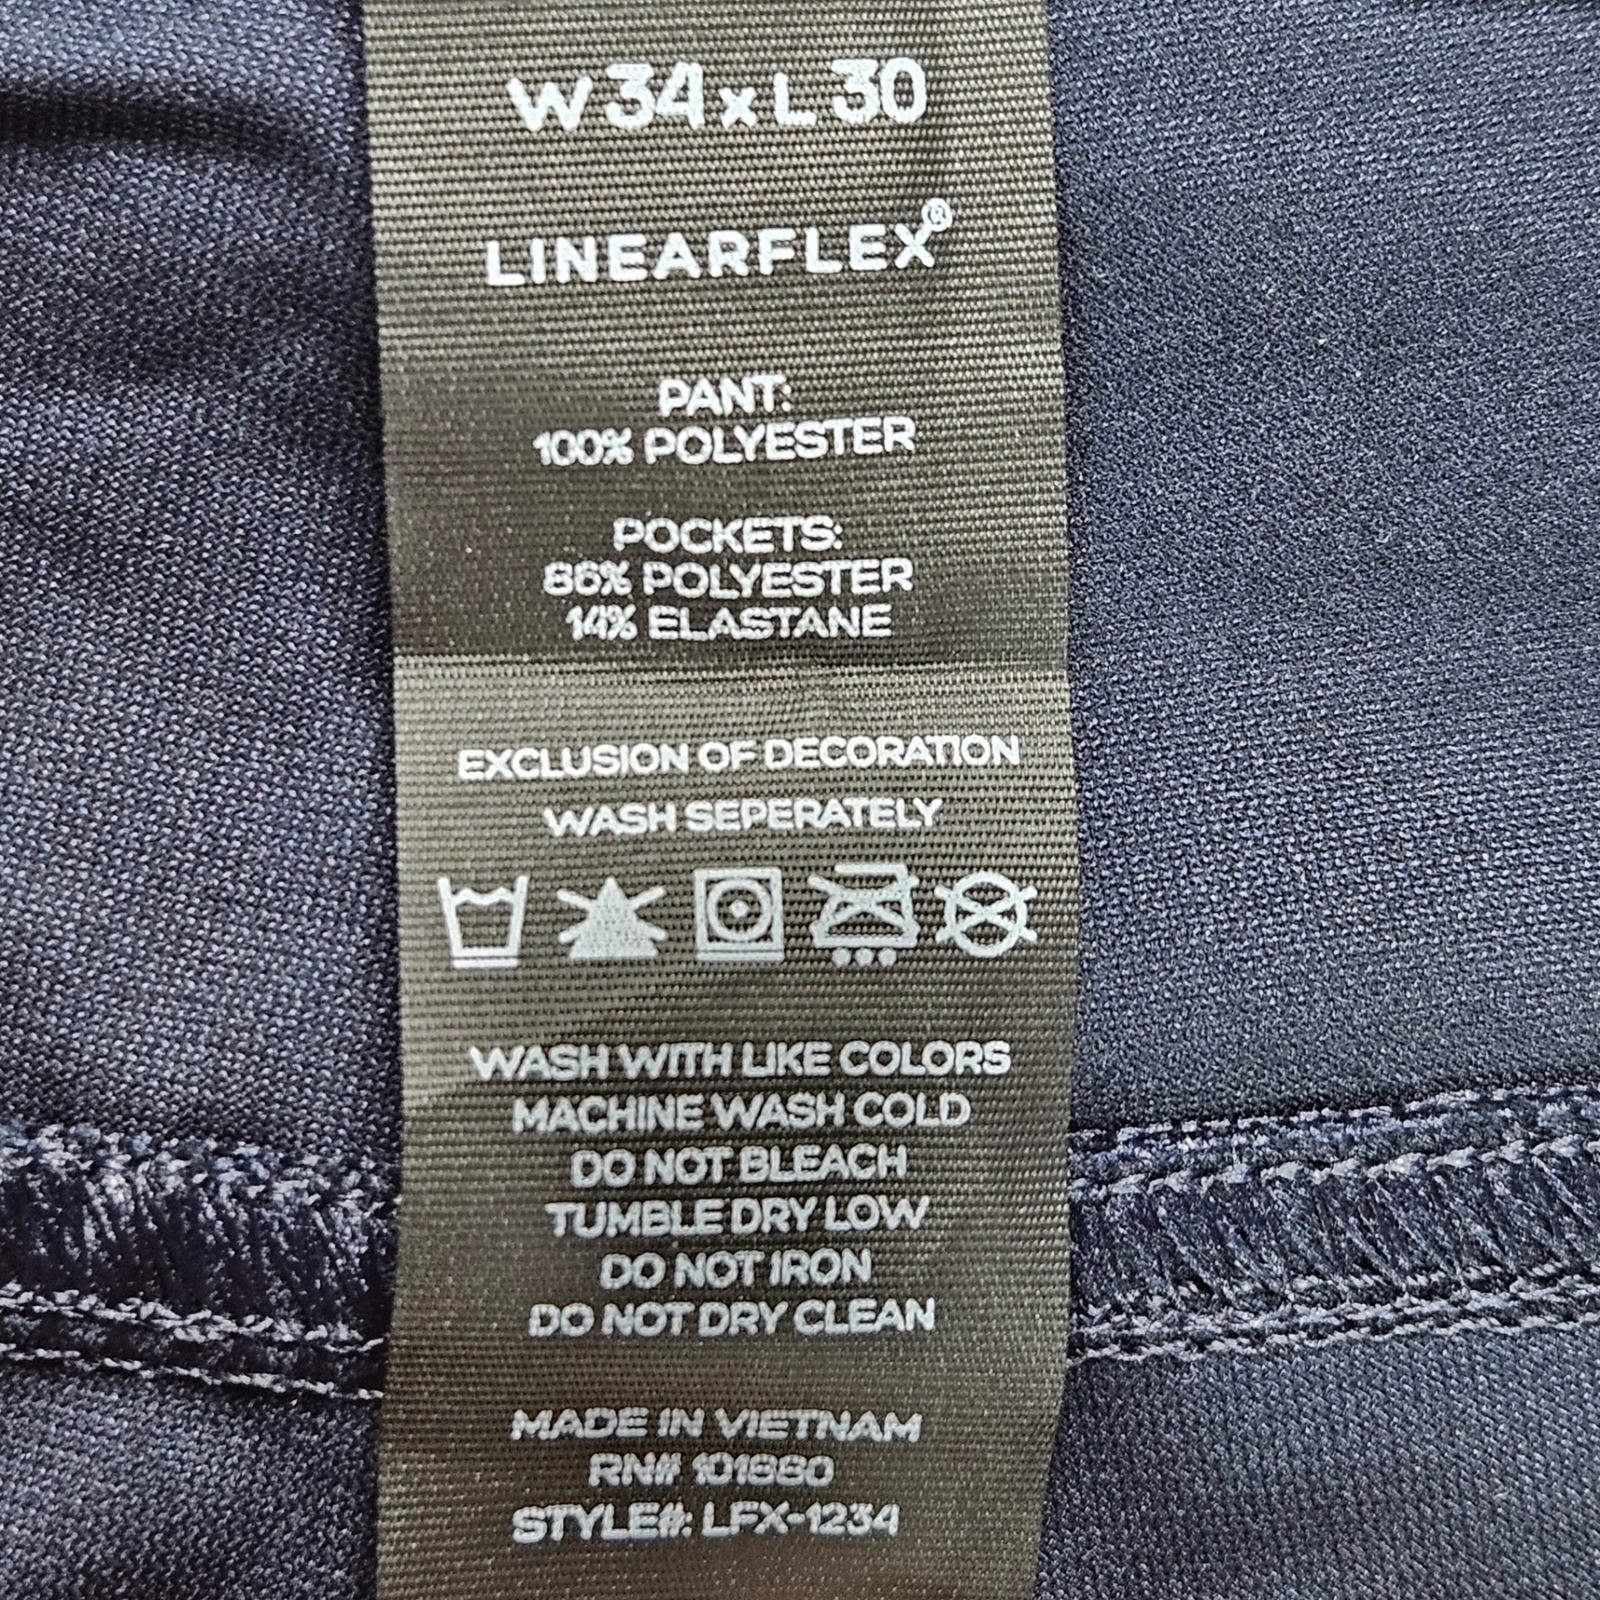 W 34 x L 30
LINEARFLEX®
PANT:
100% POLYESTER
POCKETS:
86% POLYESTER
14% ELASTANE
EXCLUSION OF DECORATION
WASH SEPERATELY
WASH WITH LIKE COLORS
MACHINE WASH COLD
DO NOT BLEACH
TUMBLE DRY LOW
DO NOT IRON
DO NOT DRY CLEAN
MADE IN VIETNAM
RN#
STYLE#: LFX-1234